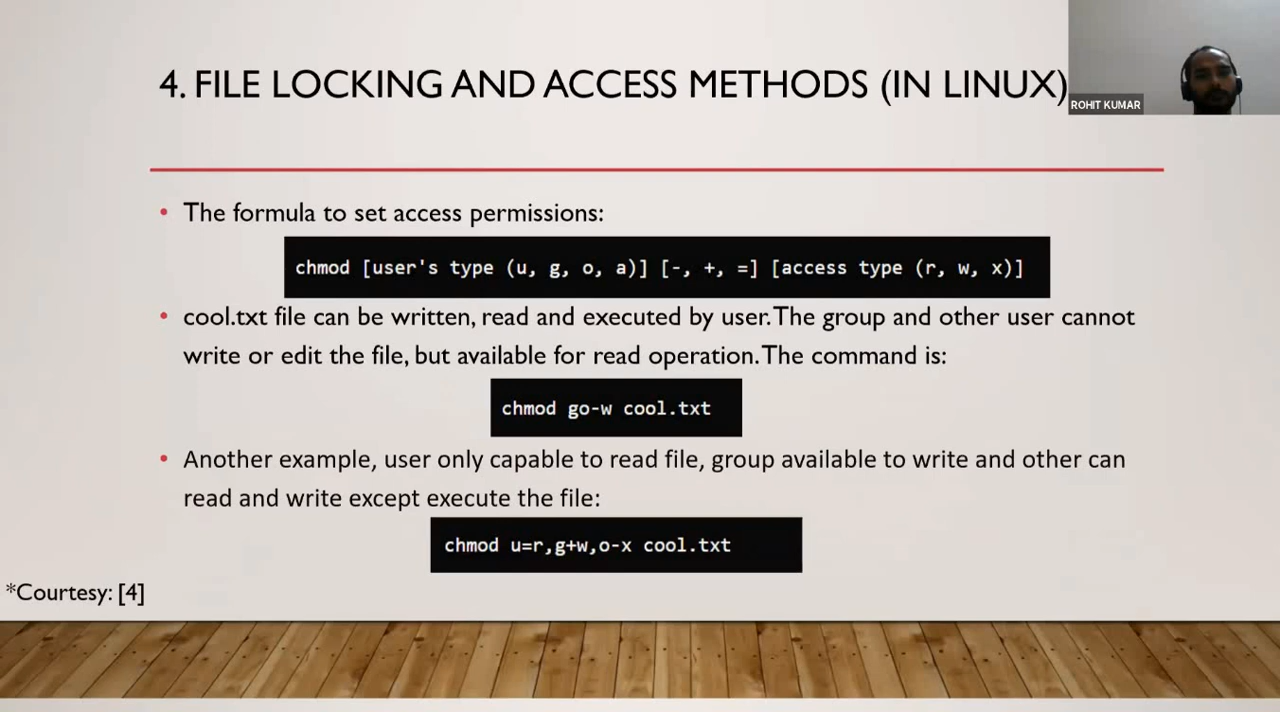 4. FILE LOCKING AND ACCESS METHODS (IN LINUX)
ROHIT KUMAR
• The formula to set access permissions:
chmod [user's type (u, g, o, a)] [-, +, =] [access type (r, w, x)]
• cool.txt file can be written, read and executed by user. The group and other user cannot
write or edit the file, but available for read operation. The command is:
chmod go-w cool.txt
• Another example, user only capable to read file, group available to write and other can
read and write except execute the file:
chmod u=r,g+w,o-x cool.txt
*Courtesy: [4]